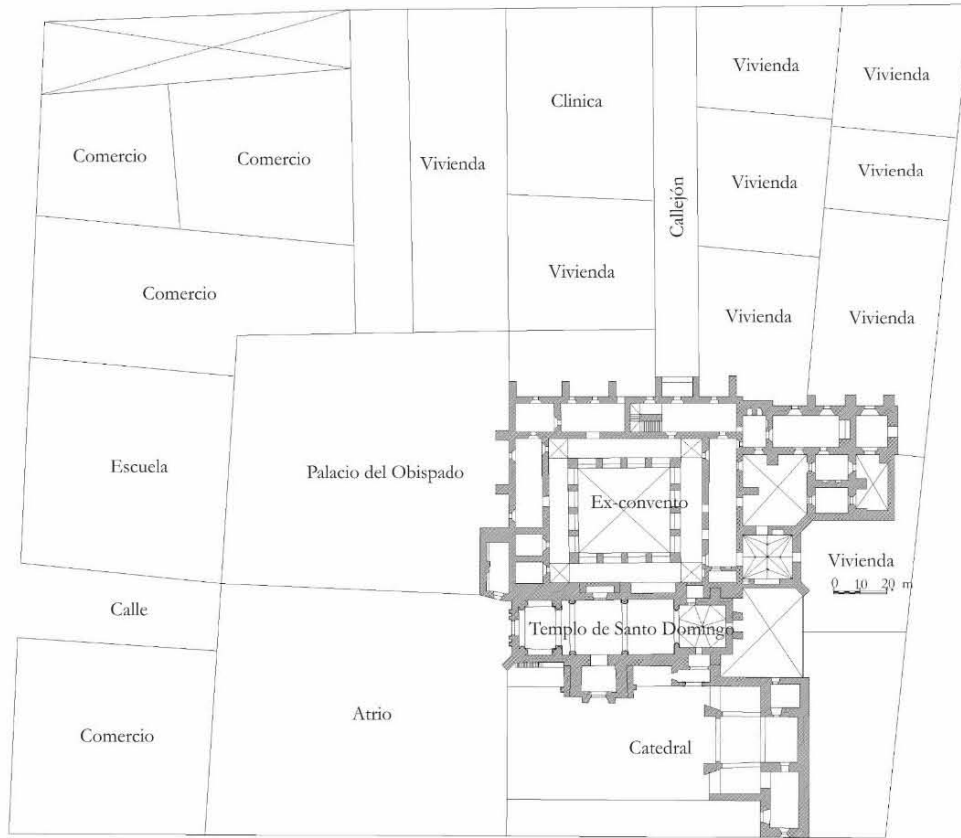 Vivienda
Vivienda
Clinica
Comercio
Comercio
Vivienda
Vivienda
Vivienda
Callejón
Vivienda
Comercio
Vivienda
Vivienda
Escuela
Palacio del Obispado
Ex-convento
Vivienda
0 10 20 m
Calle
Templo de Santo Domingo
Atrio
Comercio
Catedral